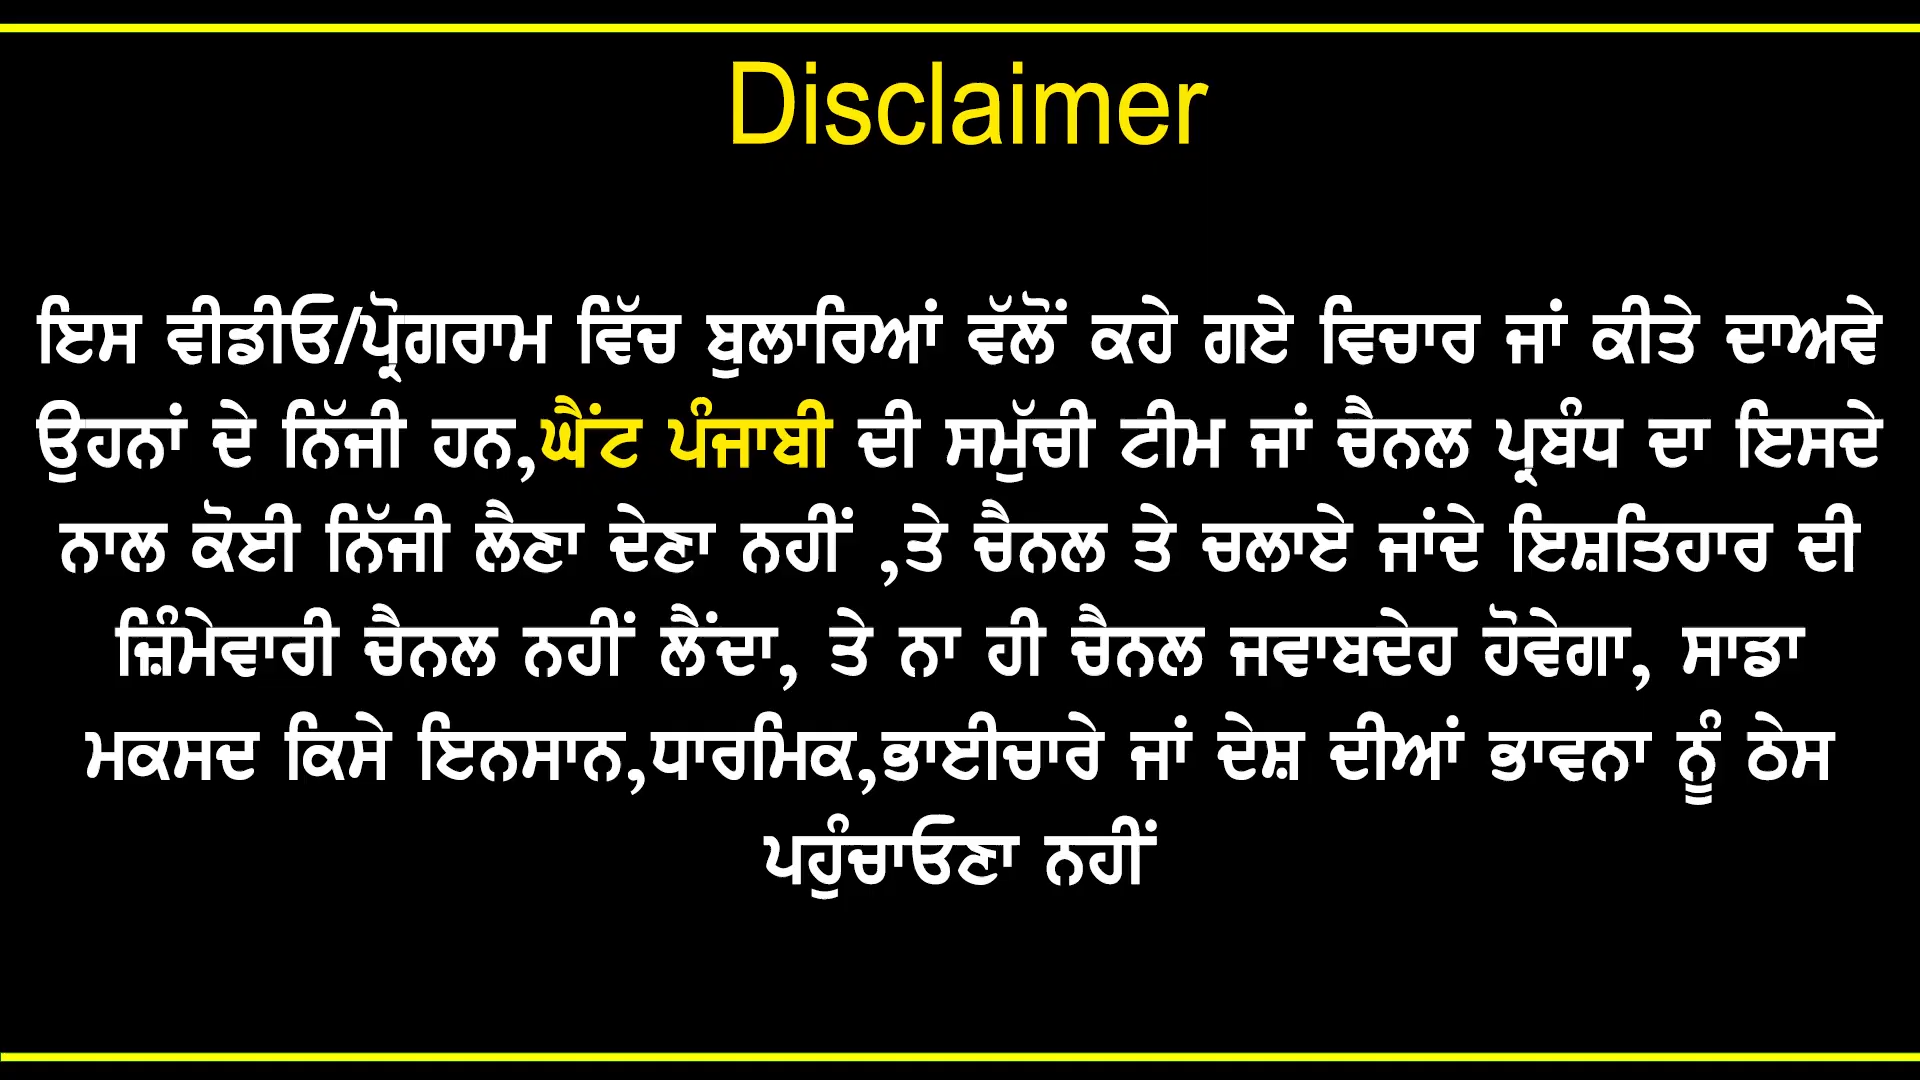 Disclaimer
ਇਸ ਵੀਡੀਓ/ਪ੍ਰੋਗਰਾਮ ਵਿੱਚ ਬੁਲਾਰਿਆਂ ਵੱਲੋਂ ਕਹੇ ਗਏ ਵਿਚਾਰ ਜਾਂ ਕੀਤੇ ਦਾਅਵੇ
ਉਹਨਾਂ ਦੇ ਨਿੱਜੀ ਹਨ,ਘੈਂਟ ਪੰਜਾਬੀ ਦੀ ਸਮੁੱਚੀ ਟੀਮ ਜਾਂ ਚੈਨਲ ਪ੍ਰਬੰਧ ਦਾ ਇਸਦੇ
ਨਾਲ ਕੋਈ ਨਿੱਜੀ ਲੈਣਾ ਦੇਣਾ ਨਹੀਂ ,ਤੇ ਚੈਨਲ ਤੇ ਚਲਾਏ ਜਾਂਦੇ ਇਸ਼ਤਿਹਾਰ ਦੀ
ਜ਼ਿੰਮੇਵਾਰੀ ਚੈਨਲ ਨਹੀਂ ਲੈਂਦਾ, ਤੇ ਨਾ ਹੀ ਚੈਨਲ ਜਵਾਬਦੇਹ ਹੋਵੇਗਾ, ਸਾਡਾ
ਮਕਸਦ ਕਿਸੇ ਇਨਸਾਨ,ਧਾਰਮਿਕ,ਭਾਈਚਾਰੇ ਜਾਂ ਦੇਸ਼ ਦੀਆਂ ਭਾਵਨਾ ਨੂੰ ਠੇਸ
ਪਹੁੰਚਾਓਣਾ ਨਹੀਂ